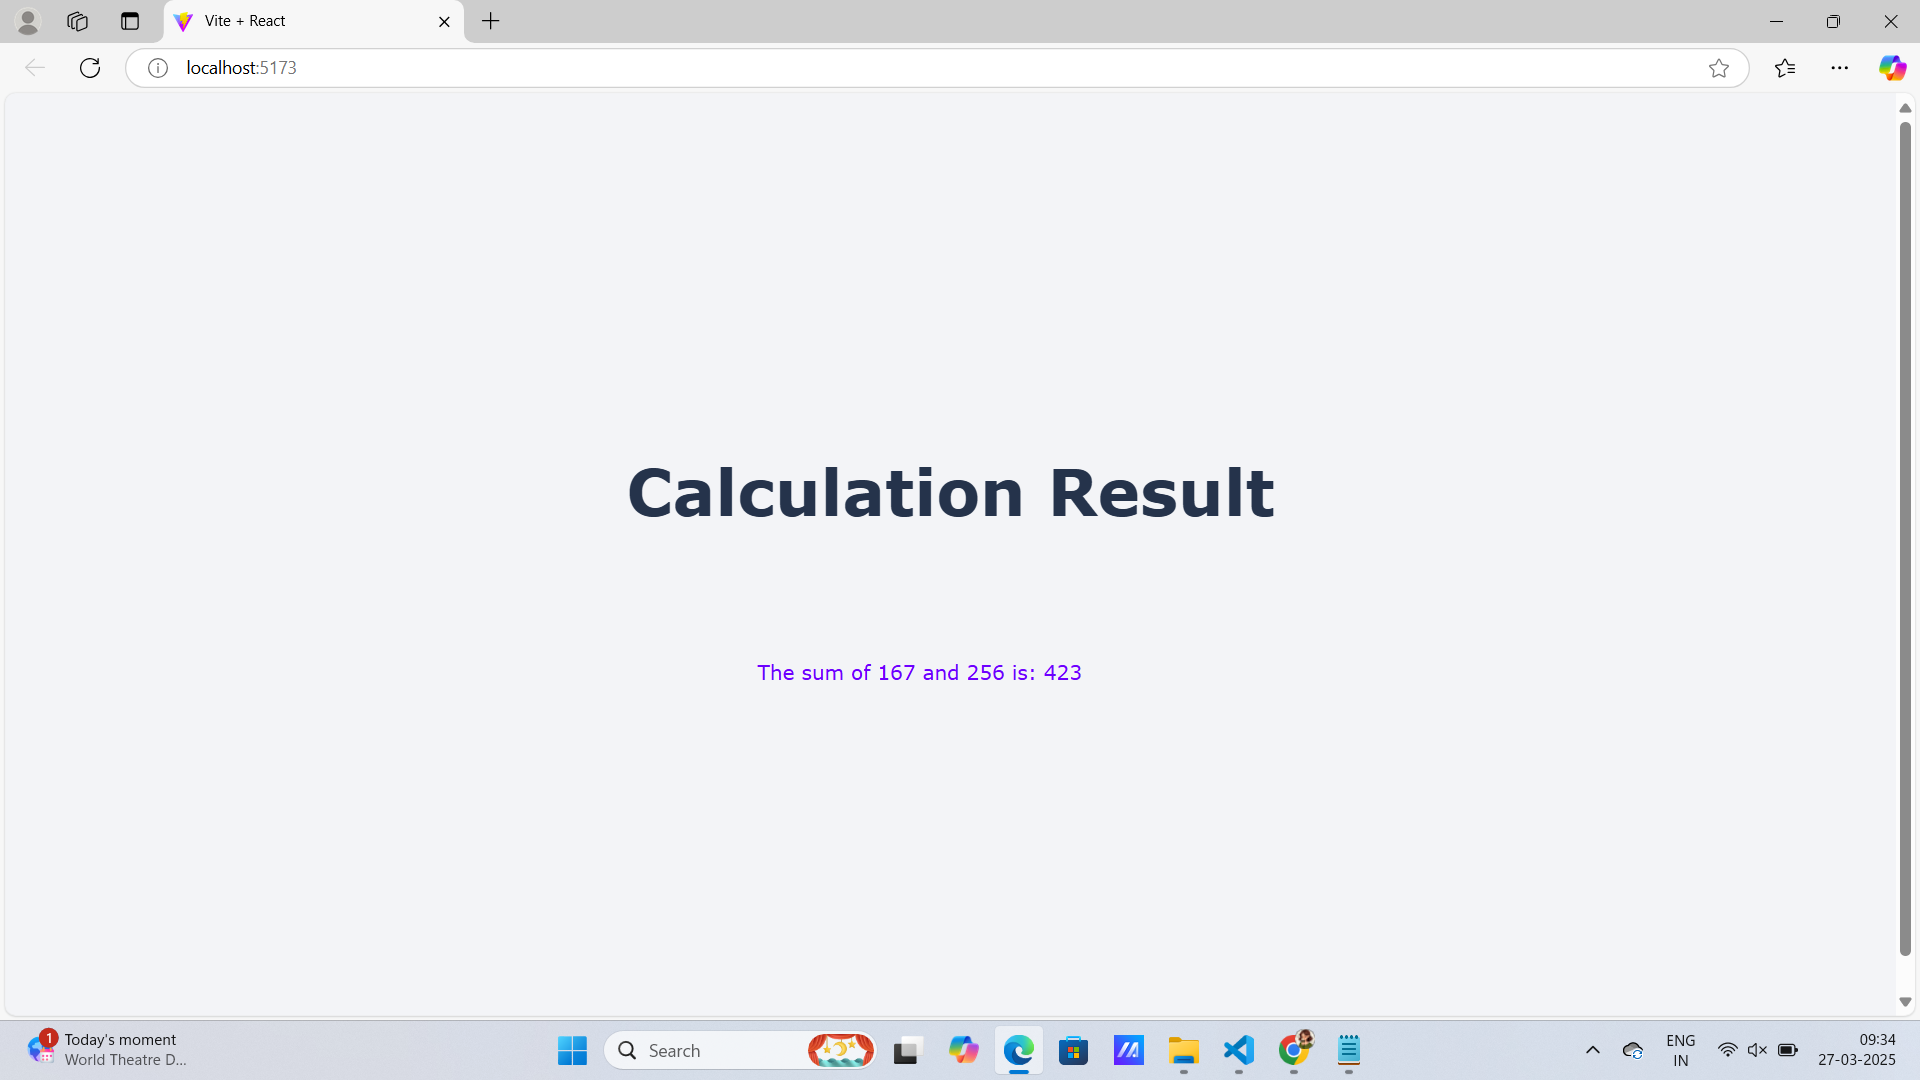 Vite + React
localhost:5173
Calculation Result
The sum of 167 and 256 is: 423
1
Today's moment
World Theatre D...
Search
ENG
IN
09:34
27-03-2025